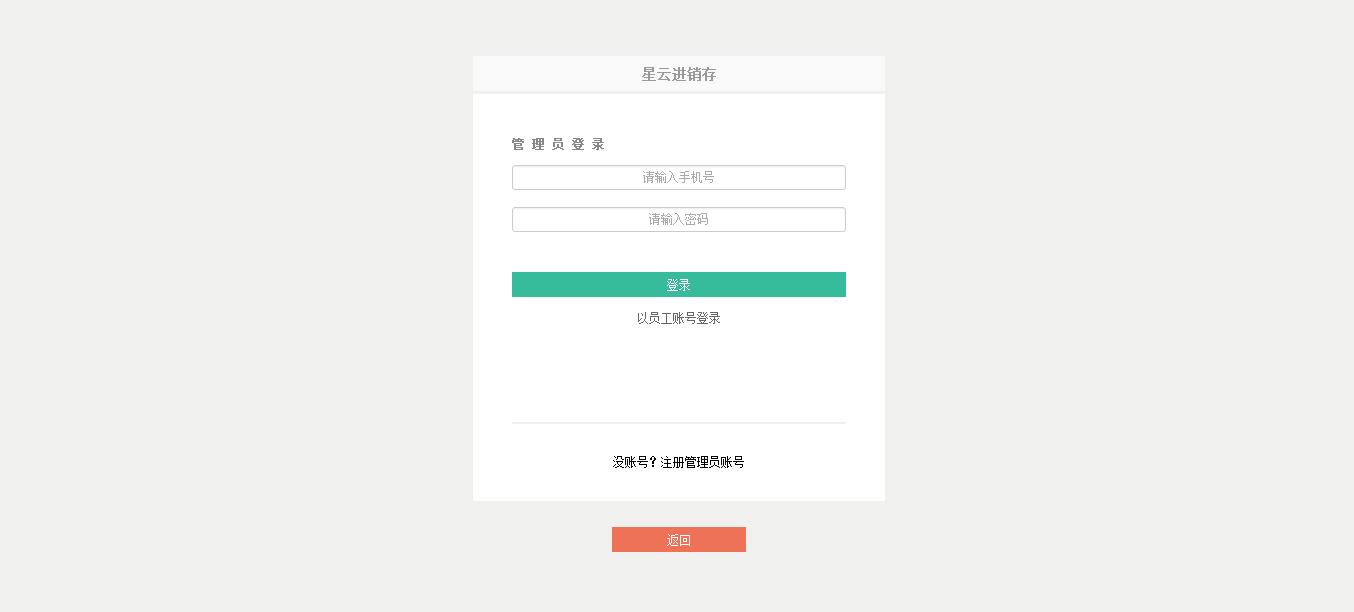 星云进销存
管理员登录
请输入手机号
请输入密码
登录
以员工账号登录
没账号？注册管理员账号
返回